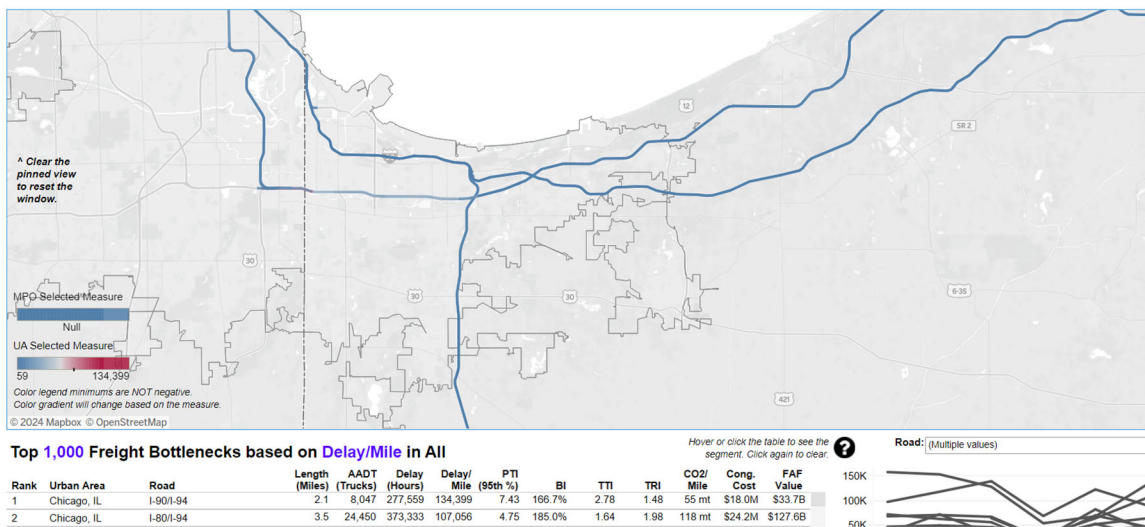 12
SR 2
^ Clear the
pinned view
to reset the
window.
30
30
30
6-35
421
MPO Selected Measure
Null
UA Selected Measure
59 134,399
Color legend minimums are NOT negative.
Color gradient will change based on the measure.
© 2024 Mapbox © OpenStreetMap
Top 1,000 Freight Bottlenecks based on Delay/Mile in All
Hover or click the table to see the
segment. Click again to clear.
?
Road: (Multiple values)
Rank Urban Area Road Length (Miles) AADT (Trucks) Delay (Hours) Delay/ Mile PTI (95th %) BI TTI TRI CO2/ Mile Cong. Cost FAF Value
1 Chicago, IL I-90/I-94 2.1 8,047 277,559 134,399 7.43 166.7% 2.78 1.48 55 mt $18.0M $33.7B
2 Chicago, IL I-80/I-94 3.5 24,450 373,333 107,056 4.75 185.0% 1.64 1.98 118 mt $24.2M $127.6B
150K
100K
50K